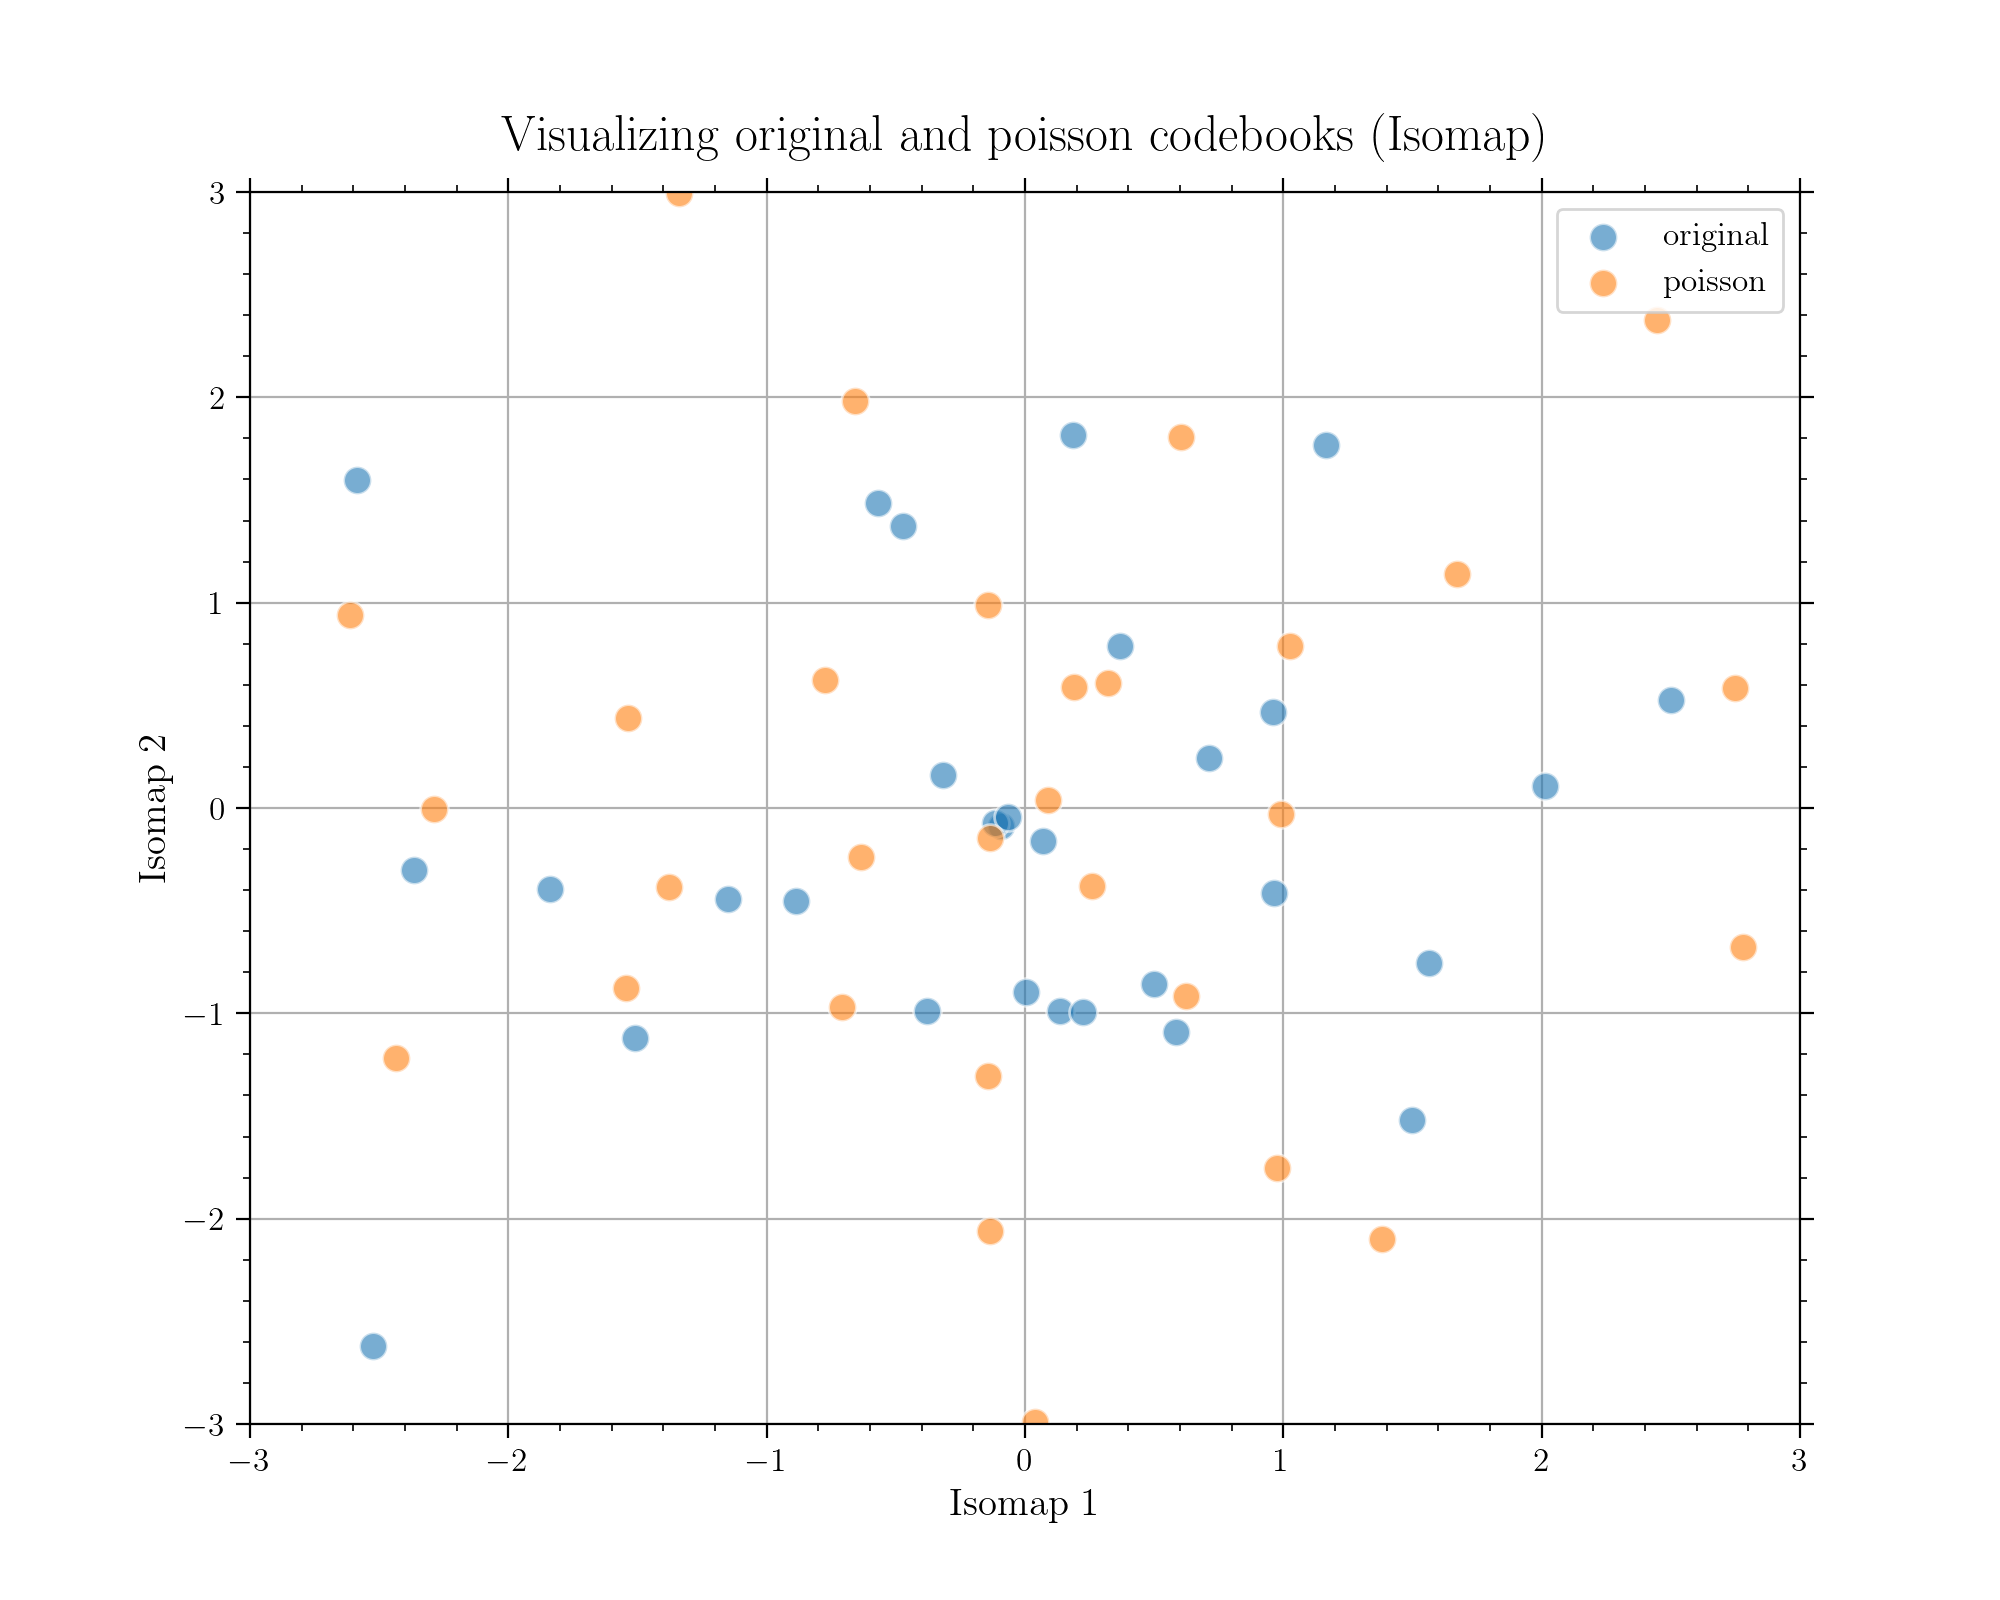 Visualizing original and poisson codebooks (Isomap)
original
poisson
3
2
1
0
−1
−2
−3
Isomap 2
−3
−2
−1
0
1
2
3
Isomap 1